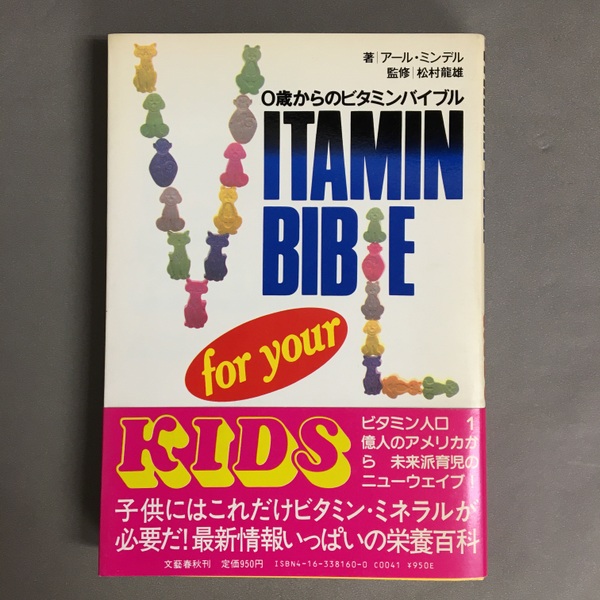 著｜アール・ミンデル
監修｜松村龍雄
0歳からのビタミンバイブル
VITAMIN
BIBLE
for your
KIDS
ビタミン人口 1
億人のアメリカか
ら 未来派育児の
ニューウェイブ!
子供にはこれだけビタミン・ミネラルが
必要だ!最新情報いっぱいの栄養百科
文藝春秋刊 定価950円 ISBN4-16-338160-0 C0041 ¥950E